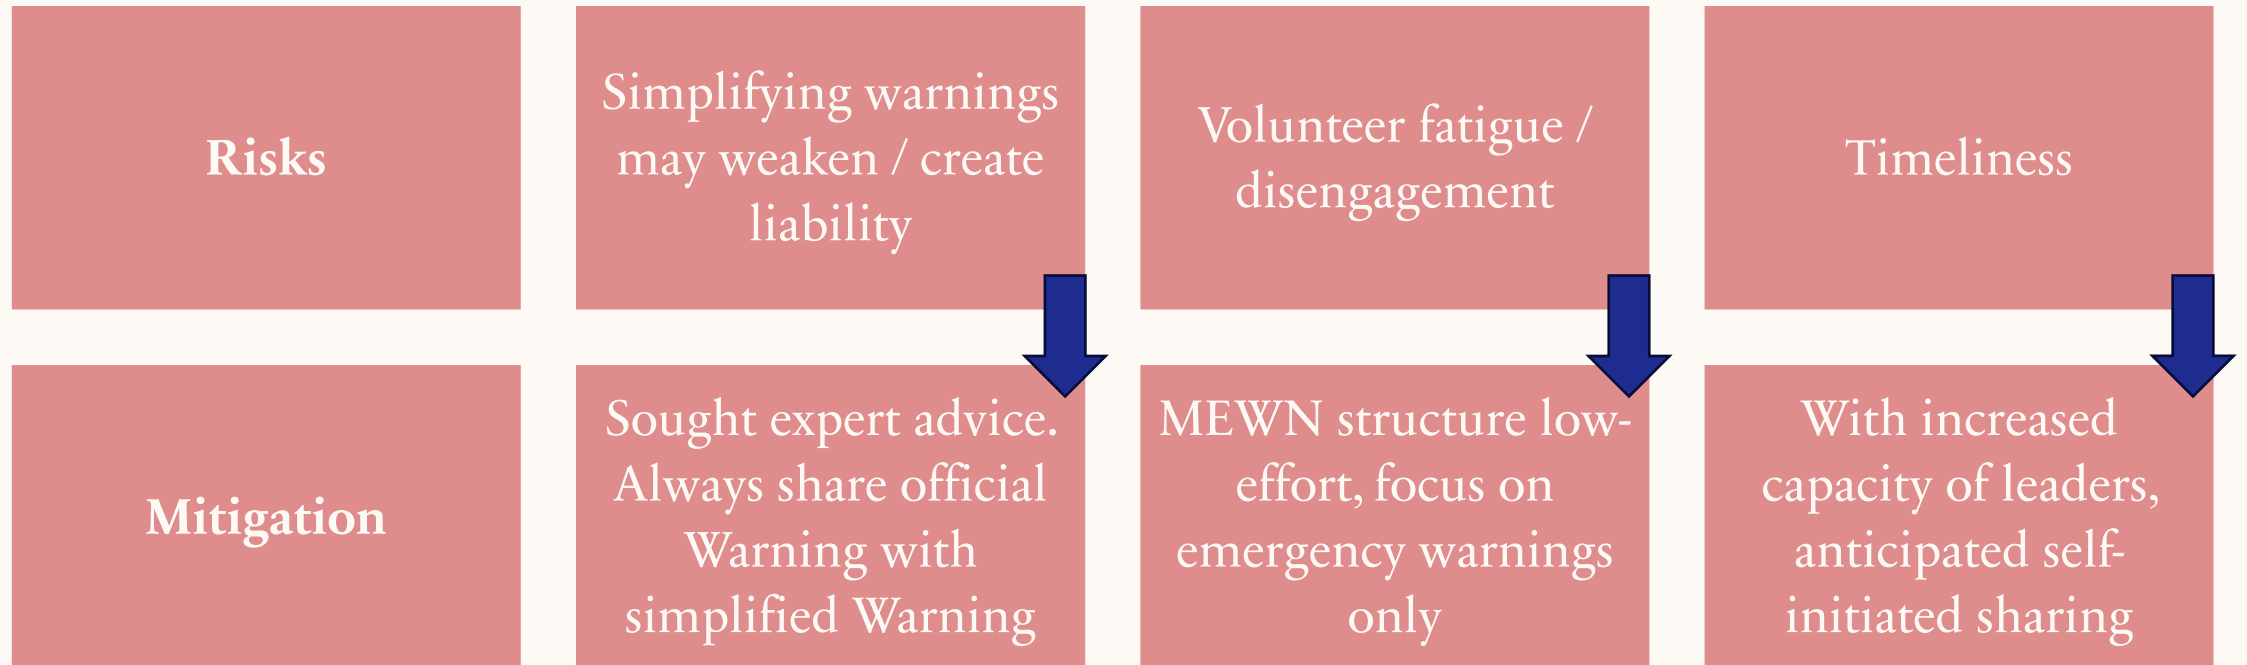 Risks
Simplifying warnings
may weaken / create
liability
Volunteer fatigue /
disengagement
Timeliness
Mitigation
Sought expert advice.
Always share official
Warning with
simplified Warning
MEWN structure low-
effort, focus on
emergency warnings
only
With increased
capacity of leaders,
anticipated self-
initiated sharing